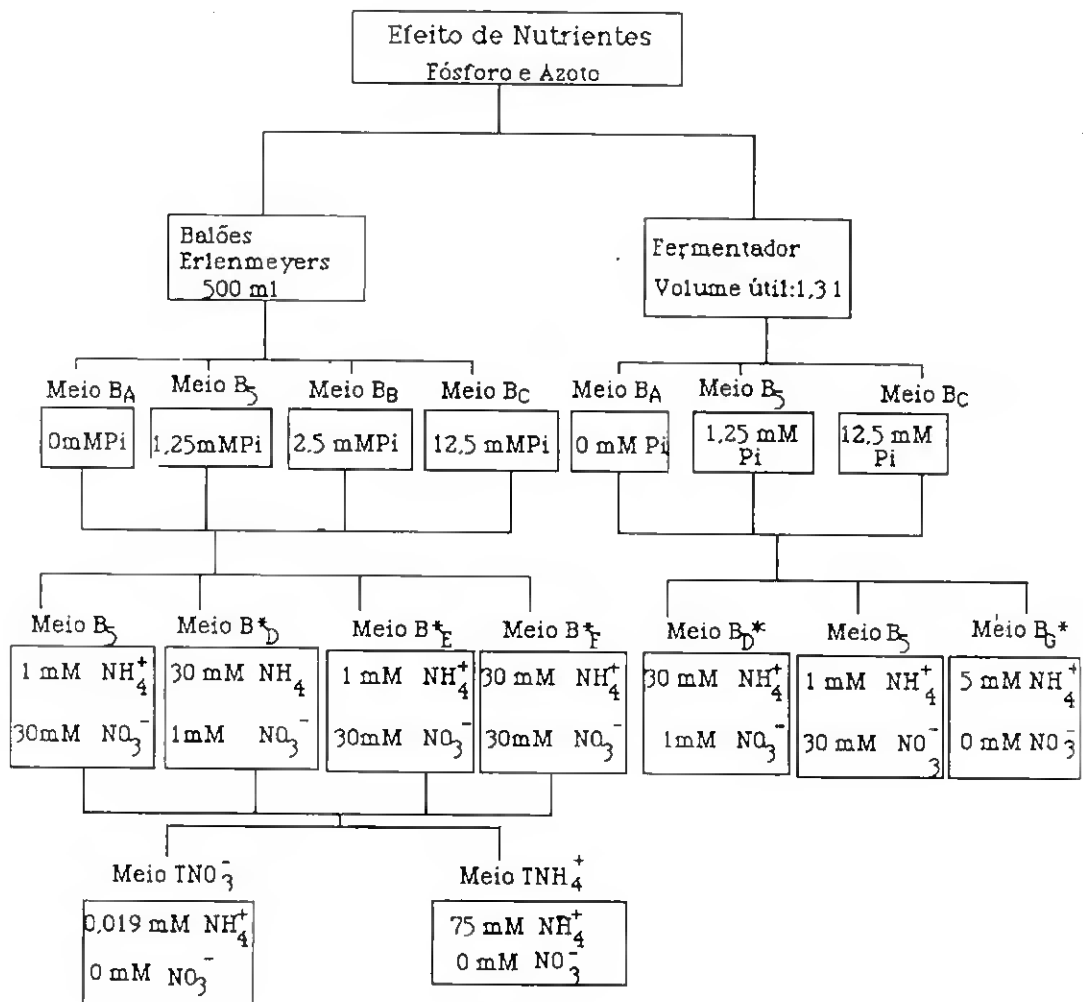 Efeito de Nutrientes
Fósforo e Azoto
Balões
Erlenmeyers
500 ml
Fermentador
Volume útil:1,3 l
Meio BA
Meio B5
Meio BB
Meio BC
Meio BA
Meio B5
Meio BC
0mMPi
1,25mMPi
2,5 mMPi
12,5 mMPi
0 mM Pi
1,25 mM
Pi
12,5 mM
Pi
Meio B5
Meio B*D
Meio B*E
Meio B*F
Meio BD*
Meio B5
Meio BG*
1 mM NH4+
30mM NO3-
30 mM NH4
1mM NO3-
1 mM NH4+
30mM NO3-
30 mM NH4+
30mM NO3-
30 mM NH4+
1mM NO3-
1 mM NH4+
30 mM NO3-
5 mM NH4+
0 mM NO3-
Meio TNO3-
Meio TNH4+
0,019 mM NH4+
0 mM NO3-
75 mM NH4+
0 mM NO3-